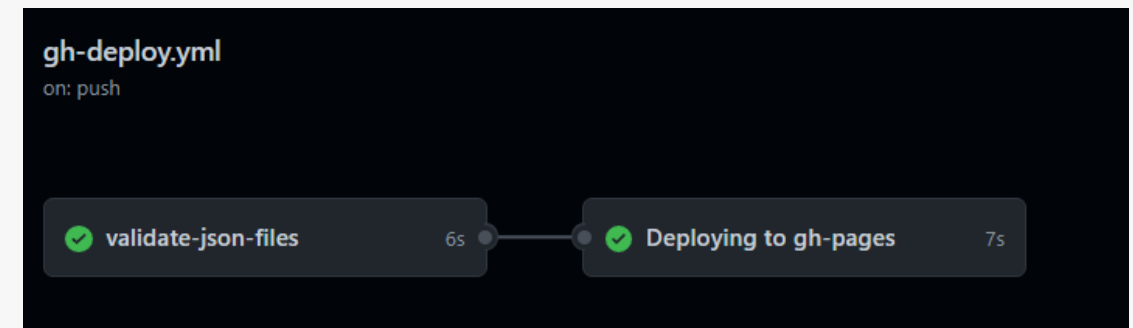 gh-deploy.yml
on: push
validate-json-files 6s
Deploying to gh-pages 7s